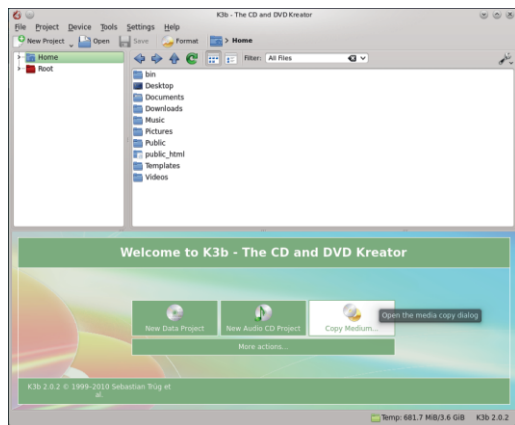 K3b - The CD and DVD Kreator
File Project Device Tools Settings Help
New Project Open Save Format > Home
Home
Root
Filter: All Files
bin
Desktop
Documents
Downloads
Music
Pictures
Public
public_html
Templates
Videos
Welcome to K3b - The CD and DVD Kreator
New Data Project New Audio CD Project Copy Medium...
Open the media copy dialog
More actions...
K3b 2.0.2 © 1999-2010 Sebastian Trüg et
al.
Temp: 681.7 MiB/3.6 GiB K3b 2.0.2